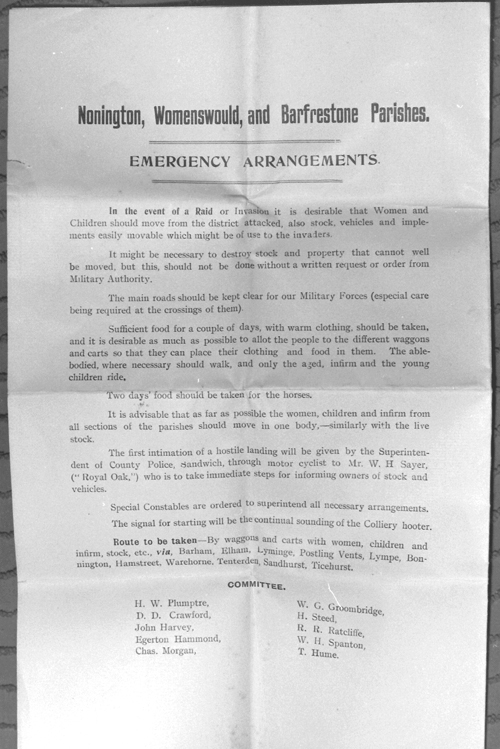 Nonington, Womenswould, and Barfrestone Parishes.
EMERGENCY ARRANGEMENTS.
In the event of a Raid or Invasion it is desirable that Women and
Children should move from the district attacked, also stock, vehicles and imple-
ments easily movable which might be of use to the invaders.
It might be necessary to destroy stock and property that cannot well
be moved, but this, should not be done without a written request or order from
Military Authority.
The main roads should be kept clear for our Military Forces (especial care
being required at the crossings of them)
Sufficient food for a couple of days, with warm clothing, should be taken,
and it is desirable as much as possible to allot the people to the different waggons
and carts so that they can place their clothing and food in them. The able-
bodied, where necessary should walk, and only the aged, infirm and the young
children ride.
Two days' food should be taken for the horses.
It is advisable that as far as possible the women, children and infirm from
all sections of the parishes should move in one body,—similarly with the live
stock.
The first intimation of a hostile landing will be given by the Superinten-
dent of County Police, Sandwich, through motor cyclist to Mr. W. H. Sayer,
("Royal Oak,") who is to take immediate steps for informing owners of stock and
vehicles.
Special Constables are ordered to superintend all necessary arrangements.
The signal for starting will be the continual sounding of the Colliery hooter.
Route to be taken—By waggons and carts with women, children and
infirm, stock, etc., via, Barham, Elham, Lyminge, Postling Vents, Lympe, Bon-
nington, Hamstreet, Warehorne, Tenterden, Sandhurst, Ticehurst.
COMMITTEE.
H. W. Plumptre,
D. D. Crawford,
John Harvey,
Egerton Hammond,
Chas. Morgan,
W. G. Groombridge,
H. Steed,
R. R. Ratcliffe,
W. H. Spanton,
T. Hume.